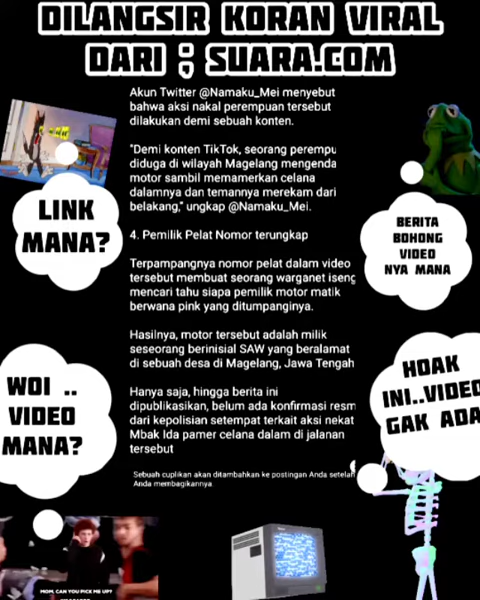 DILANGSIR KORAN VIRAL
DARI ; SUARA.COM
Akun Twitter @Namaku_Mei menyebut
bahwa aksi nakal perempuan tersebut
dilakukan demi sebuah konten.
"Demi konten TikTok, seorang perempu
diduga di wilayah Magelang mengenda
motor sambil memamerkan celana
dalamnya dan temannya merekam dari
belakang," ungkap @Namaku_Mei.
LINK
MANA?
BERITA
BOHONG
VIDEO
NYA MANA
4. Pemilik Pelat Nomor terungkap
Terpampangnya nomor pelat dalam video
tersebut membuat seorang warganet iseng
mencari tahu siapa pemilik motor matik
berwana pink yang ditumpanginya.
Hasilnya, motor tersebut adalah milik
seseorang berinisial SAW yang beralamat
di sebuah desa di Magelang, Jawa Tengah
WOI ..
VIDEO
MANA?
HOAK
INI..VIDEO
GAK ADA
Hanya saja, hingga berita ini
dipublikasikan, belum ada konfirmasi resm
dari kepolisian setempat terkait aksi nekat
Mbak Ida pamer celana dalam di jalanan
tersebut
Sebuah cuplikan akan ditambahkan ke postingan Anda setelah
Anda membagikannya
MOM, CAN YOU PICK ME UP?